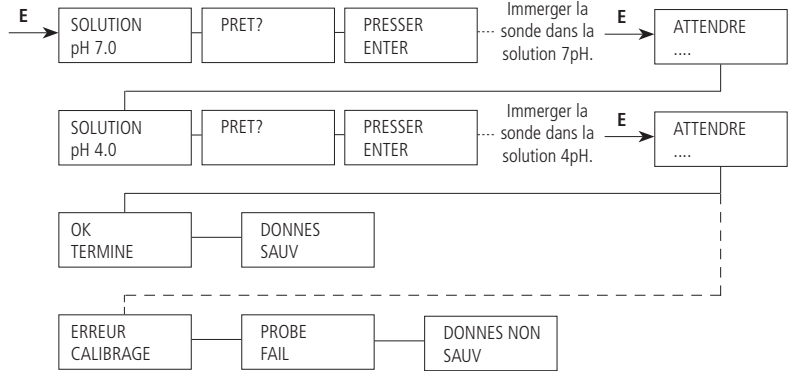 E
SOLUTION
pH 7.0
PRET?
PRESSER
ENTER
Immerger la
sonde dans la
solution 7pH.
E
ATTENDRE
....
SOLUTION
pH 4.0
PRET?
PRESSER
ENTER
Immerger la
sonde dans la
solution 4pH.
E
ATTENDRE
....
OK
TERMINE
DONNES
SAUV
ERREUR
CALIBRAGE
PROBE
FAIL
DONNES NON
SAUV